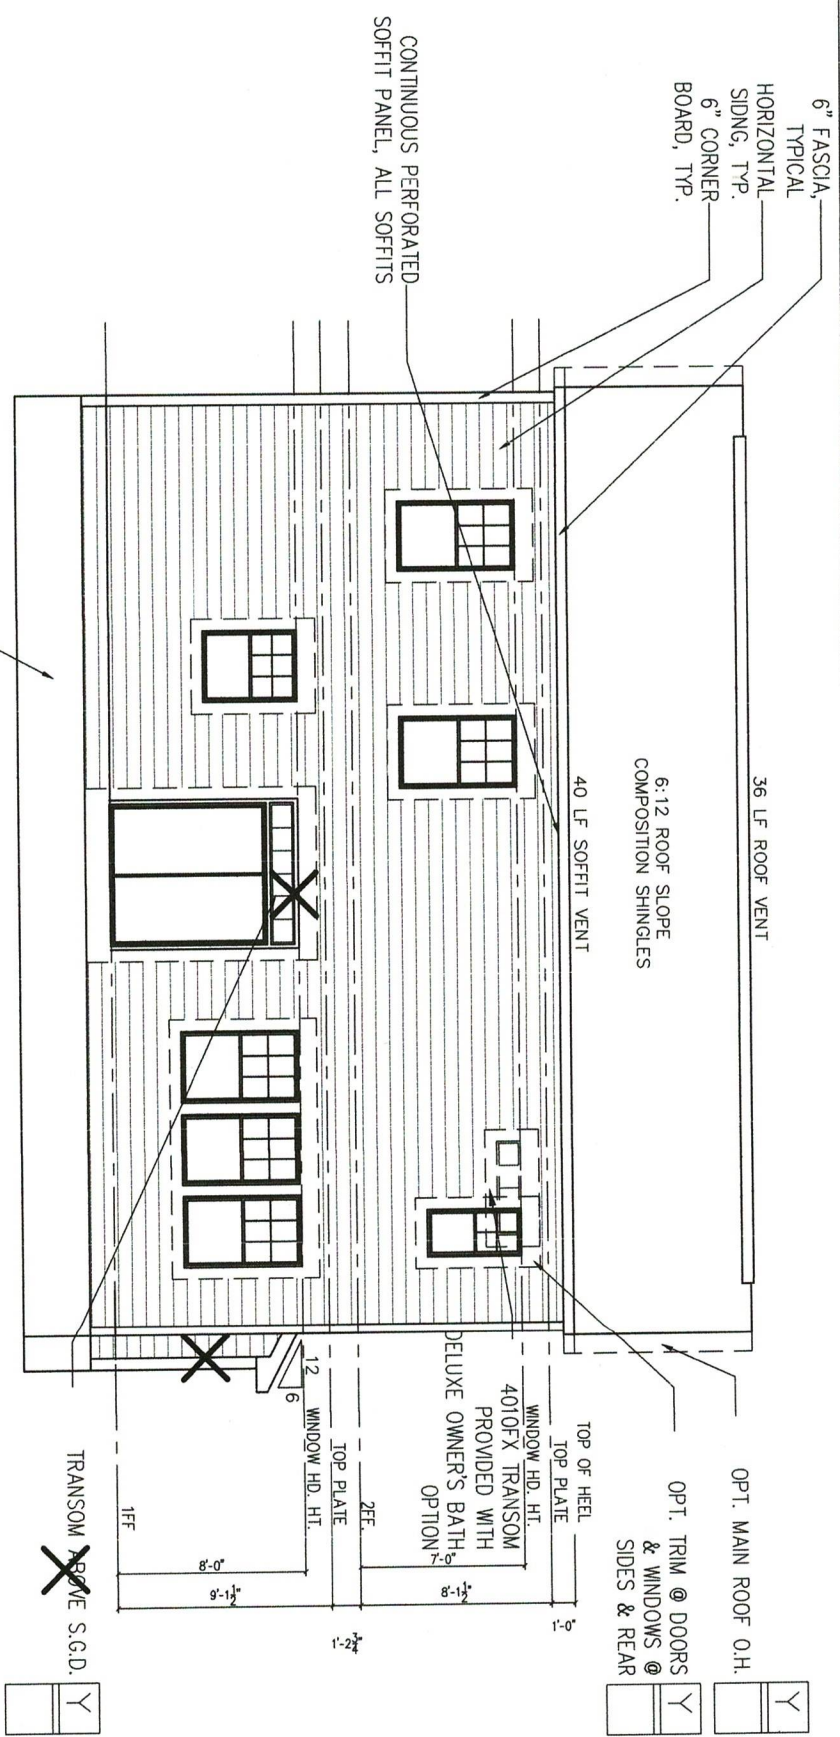 6" FASCIA,
TYPICAL
HORIZONTAL
SIDNG, TYP.
6" CORNER
BOARD, TYP.
CONTINUOUS PERFORATED
SOFFIT PANEL, ALL SOFFITS
36 LF ROOF VENT
6:12 ROOF SLOPE
COMPOSITION SHINGLES
40 LF SOFFIT VENT
OPT. MAIN ROOF O.H.
Y
OPT. TRIM @ DOORS
& WINDOWS @
SIDES & REAR
Y
TOP OF HEEL
TOP PLATE
WINDOW HD. HT.
4010FX TRANSOM
PROVIDED WITH
DELUXE OWNER'S BATH
OPTION
2FF.
TOP PLATE
WINDOW HD. HT.
12
6
1FF
1'-0"
8'-1½"
7'-0"
1'-2¾"
9'-1½"
8'-0"
TRANSOM ABOVE S.G.D.
Y